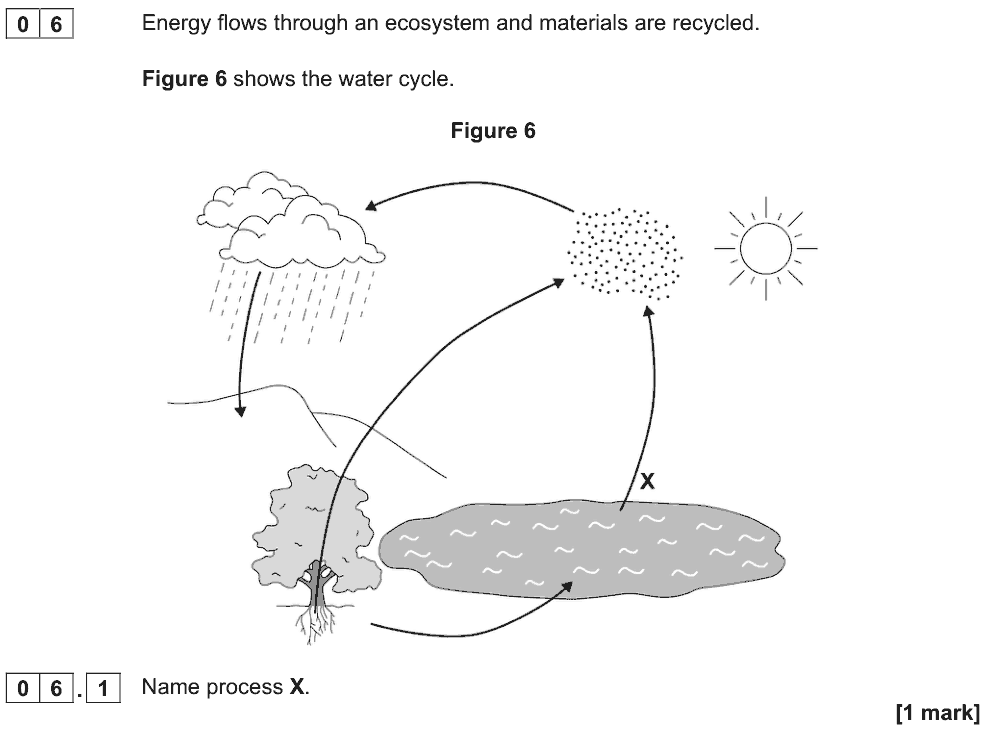 0 6 Energy flows through an ecosystem and materials are recycled.
Figure 6 shows the water cycle.
Figure 6
X
0 6 . 1 Name process X.
[1 mark]